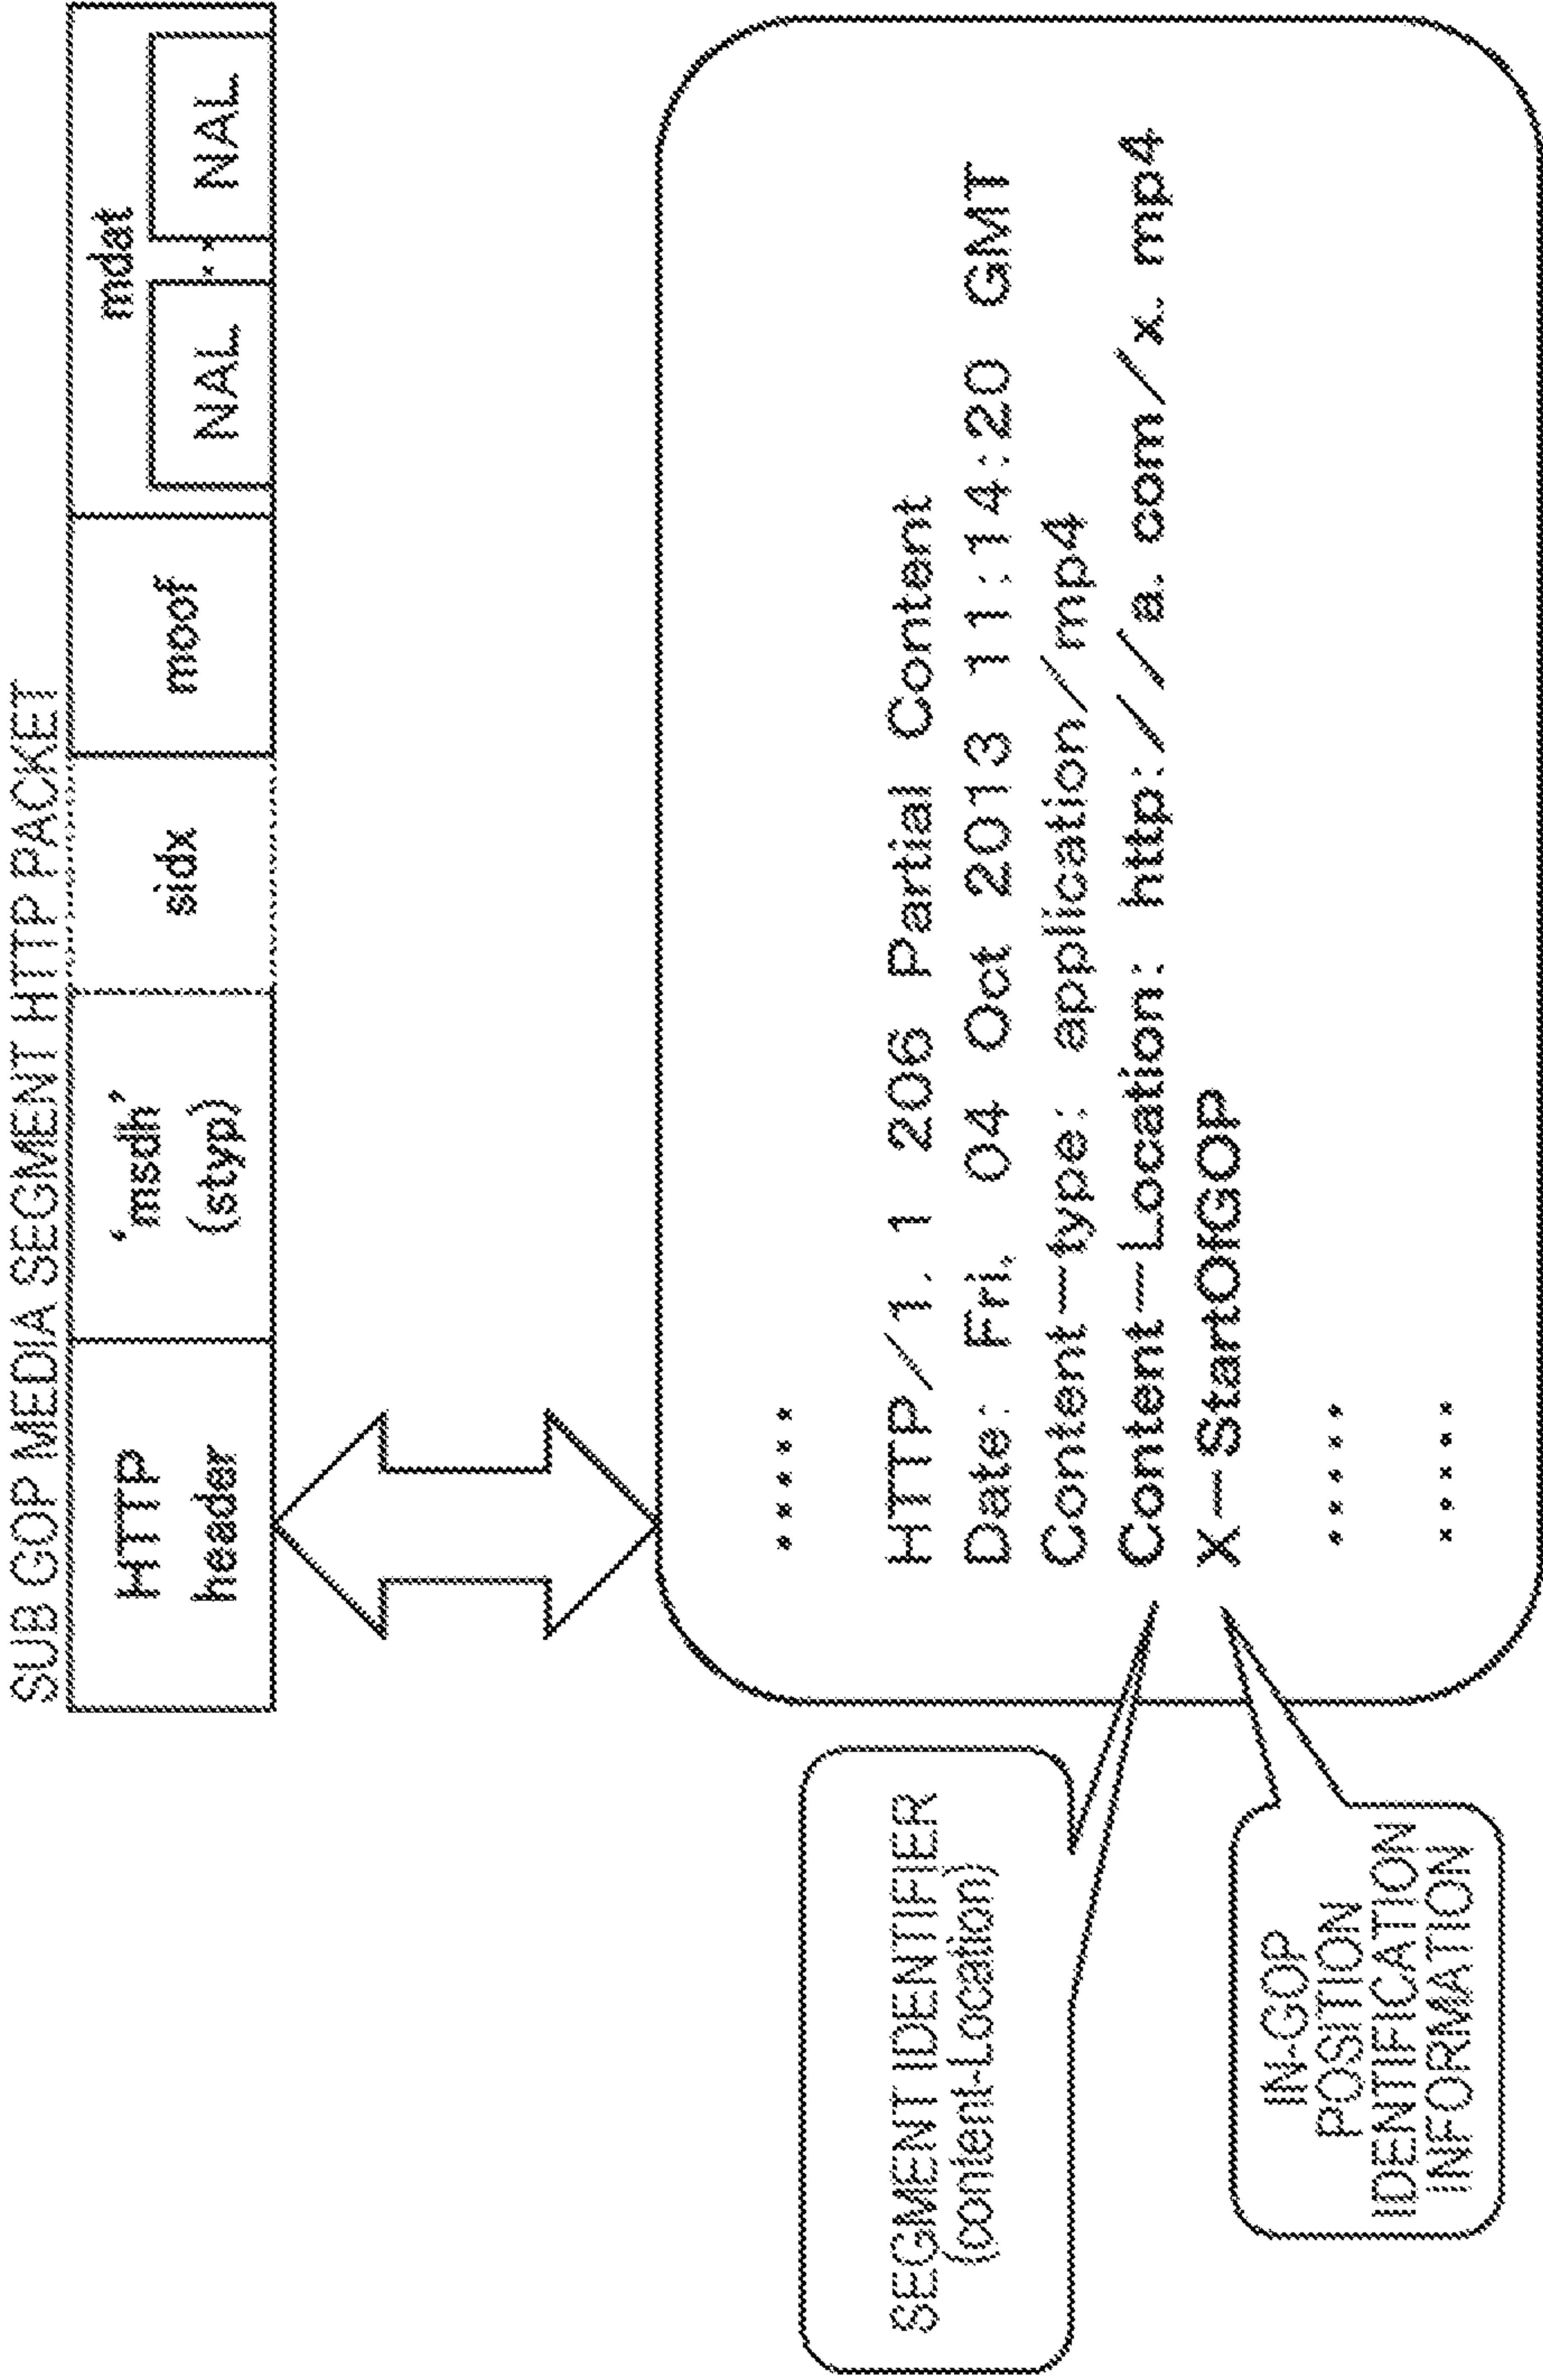 SUB GOP MEDIA SEGMENT HTTP PACKET
HTTP
header
‘msdh’
(styp)
sidx
moof
mdat
NAL
...
NAL
.....
HTTP/1. 1 206 Partial Content
Date: Fri, 04 Oct 2013 11:14:20 GMT
Content-type: application/mp4
Content-Location: http://a. com/x. mp4
X-StartOfGOP
.....
.....
SEGMENT IDENTIFIER
(content-Location)
IN-GOP
POSITION
IDENTIFICATION
INFORMATION